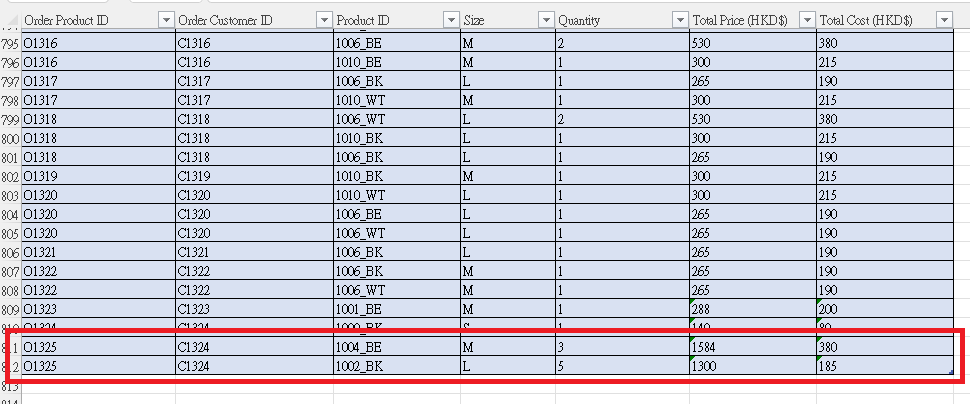 Order Product ID Order Customer ID Product ID Size Quantity Total Price (HKD$) Total Cost (HKD$)
795 O1316 C1316 1006_BE M 2 530 380
796 O1316 C1316 1010_BE M 1 300 215
797 O1317 C1317 1006_BK L 1 265 190
798 O1317 C1317 1010_WT M 1 300 215
799 O1318 C1318 1006_WT L 2 530 380
800 O1318 C1318 1010_BK L 1 300 215
801 O1318 C1318 1006_BK L 1 265 190
802 O1319 C1319 1010_BK M 1 300 215
803 O1320 C1320 1010_WT L 1 300 215
804 O1320 C1320 1006_BE L 1 265 190
805 O1320 C1320 1006_WT L 1 265 190
806 O1321 C1321 1006_BK L 1 265 190
807 O1322 C1322 1006_BK M 1 265 190
808 O1322 C1322 1006_WT M 1 265 190
809 O1323 C1323 1001_BE M 1 288 200
810 O1324 C1324 S 1 140 80
811 O1325 C1324 1004_BE M 3 1584 380
812 O1325 C1324 1002_BK L 5 1300 185
813